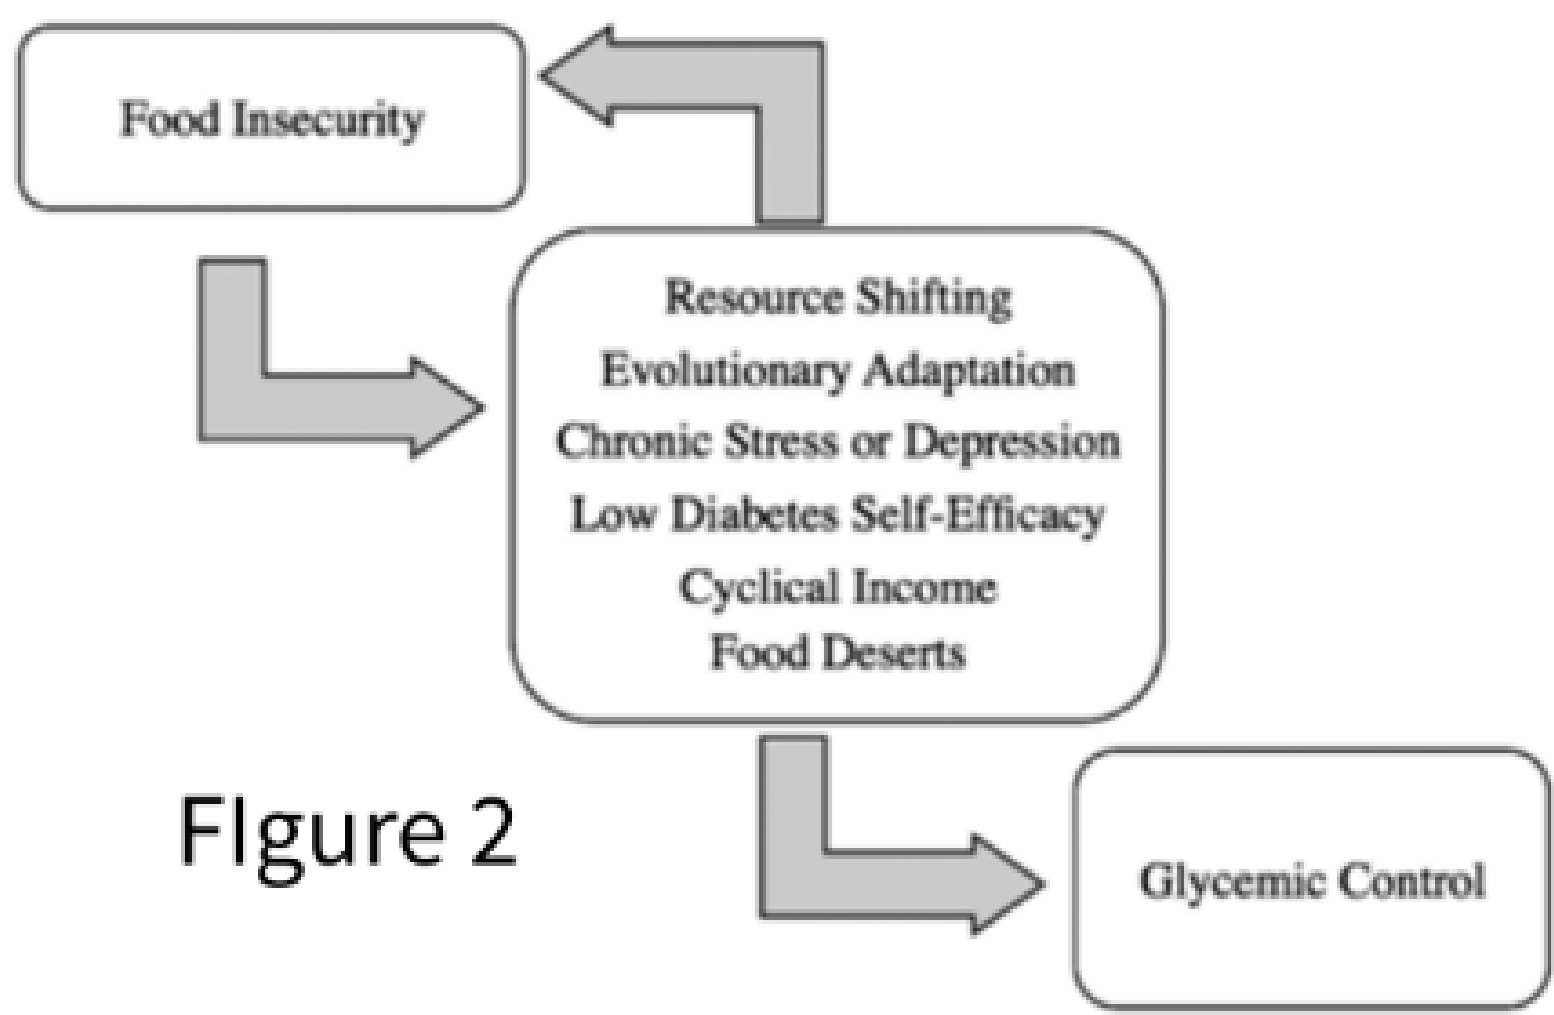 Food Insecurity
Resource Shifting
Evolutionary Adaptation
Chronic Stress or Depression
Low Diabetes Self-Efficacy
Cyclical Income
Food Deserts
FIgure 2
Glycemic Control